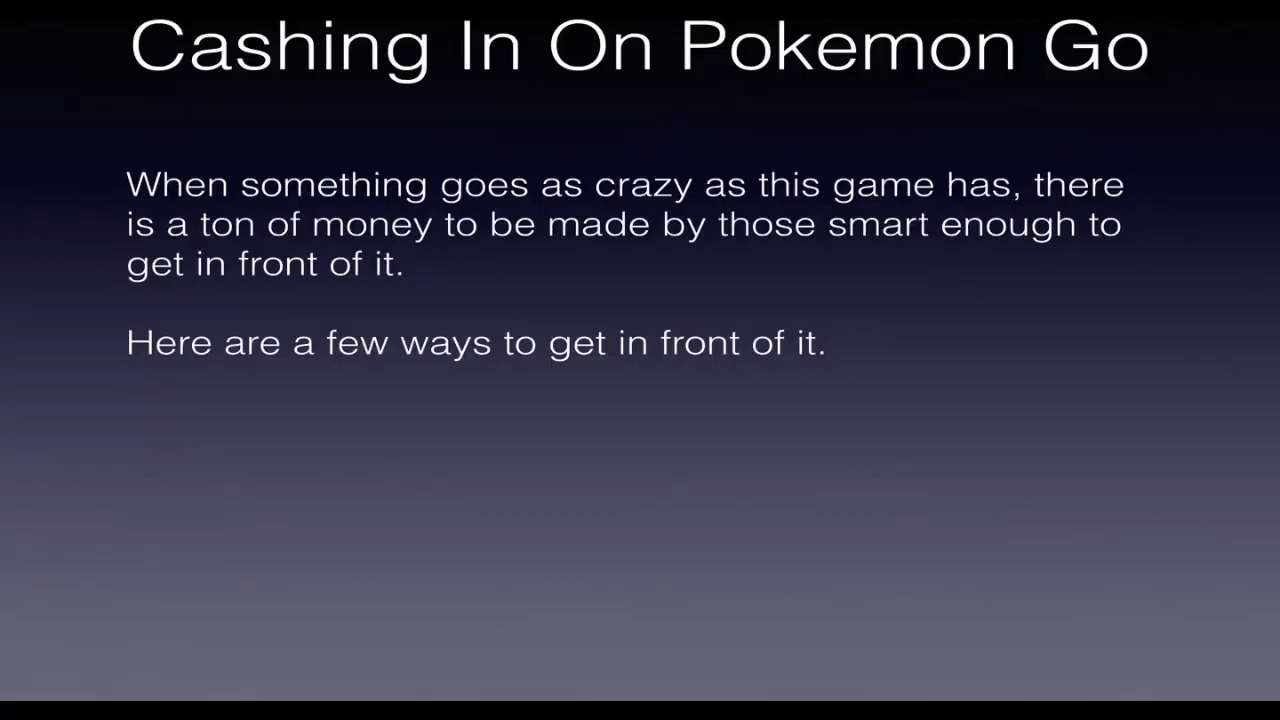 Cashing In On Pokemon Go
When something goes as crazy as this game has, there
is a ton of money to be made by those smart enough to
get in front of it.
Here are a few ways to get in front of it.